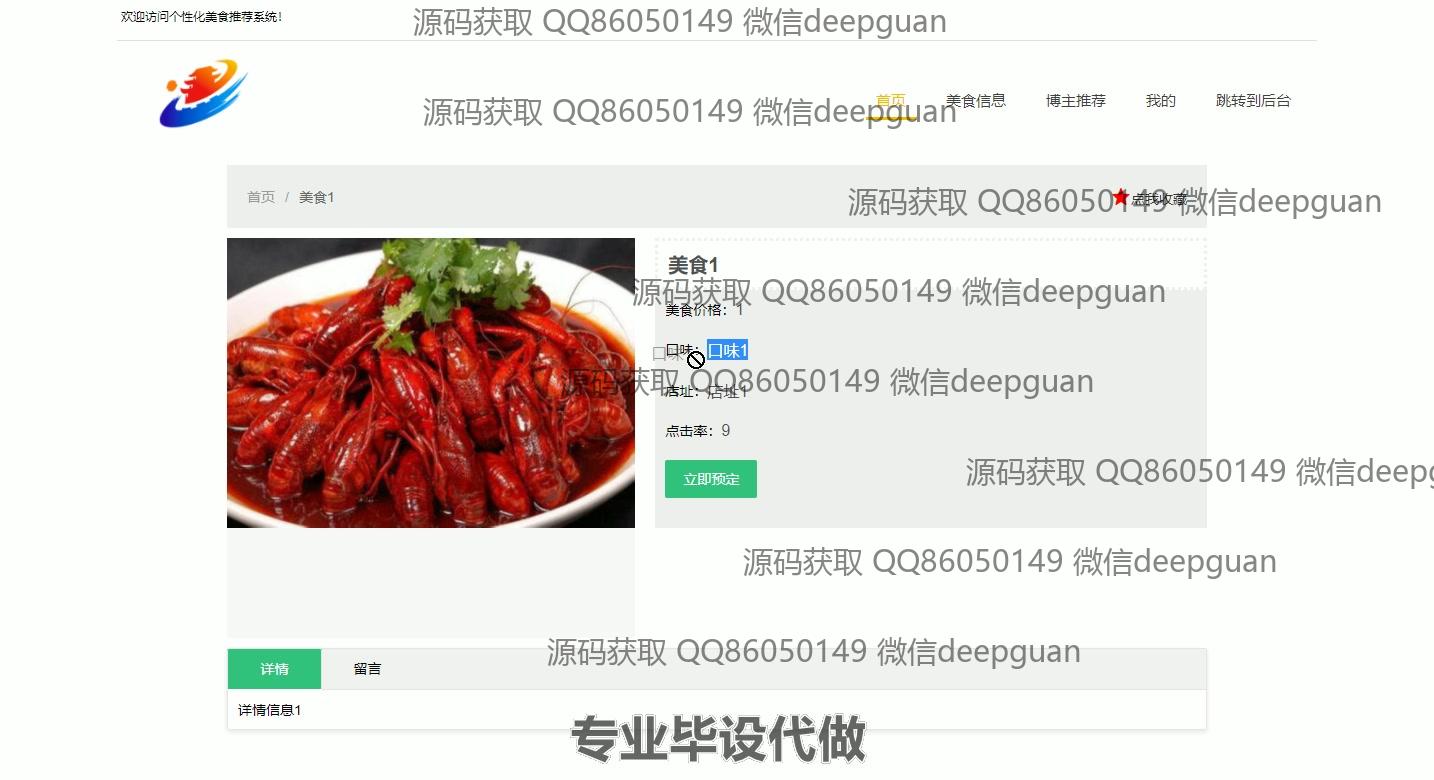 欢迎访问个性化美食推荐系统!
源码获取 QQ86050149 微信deepguan
首页
美食信息
博主推荐
我的
跳转到后台
源码获取 QQ86050149 微信deepguan
首页 / 美食1
点我收藏
源码获取 QQ86050149 微信deepguan
美食1
源码获取 QQ86050149 微信deepguan
美食价格：1
口味：口味1
源码获取 QQ86050149 微信deepguan
店址：店址1
点击率：9
源码获取 QQ86050149 微信deepg
立即预定
源码获取 QQ86050149 微信deepguan
源码获取 QQ86050149 微信deepguan
详情
留言
详情信息1
专业毕设代做